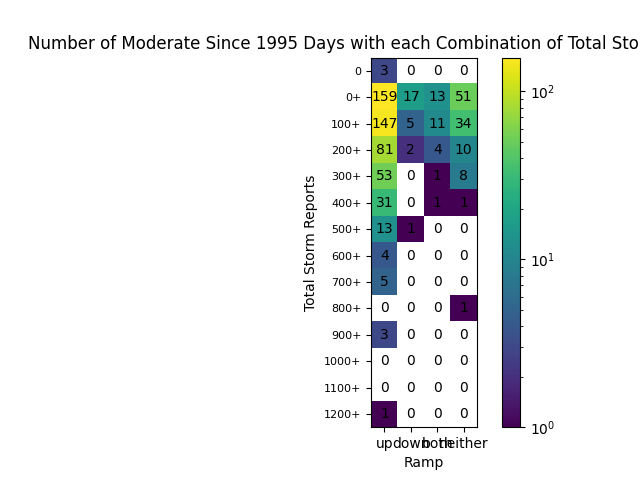 Number of Moderate Since 1995 Days with each Combination of Total Sto
Total Storm Reports
0 3 0 0 0
0+ 159 17 13 51
100+ 147 5 11 34
200+ 81 2 4 10
300+ 53 0 1 8
400+ 31 0 1 1
500+ 13 1 0 0
600+ 4 0 0 0
700+ 5 0 0 0
800+ 0 0 0 1
900+ 3 0 0 0
1000+ 0 0 0 0
1100+ 0 0 0 0
1200+ 1 0 0 0
up down both neither
Ramp
10²
10¹
10⁰